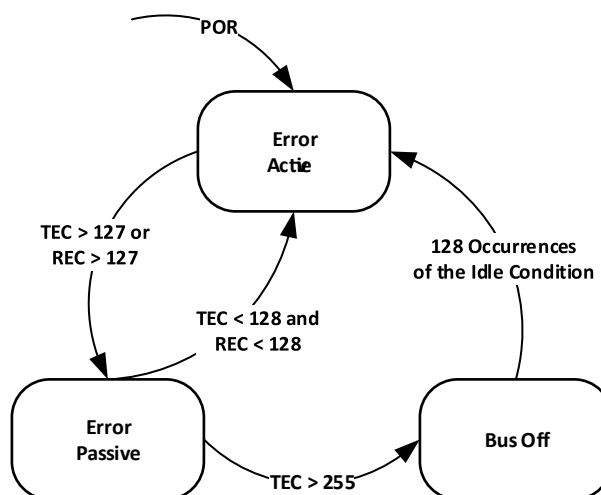 POR
Error
Active
TEC > 127 or
REC > 127
128 Occurrences
of the Idle Condition
TEC < 128 and
REC < 128
Error
Passive
Bus Off
TEC > 255